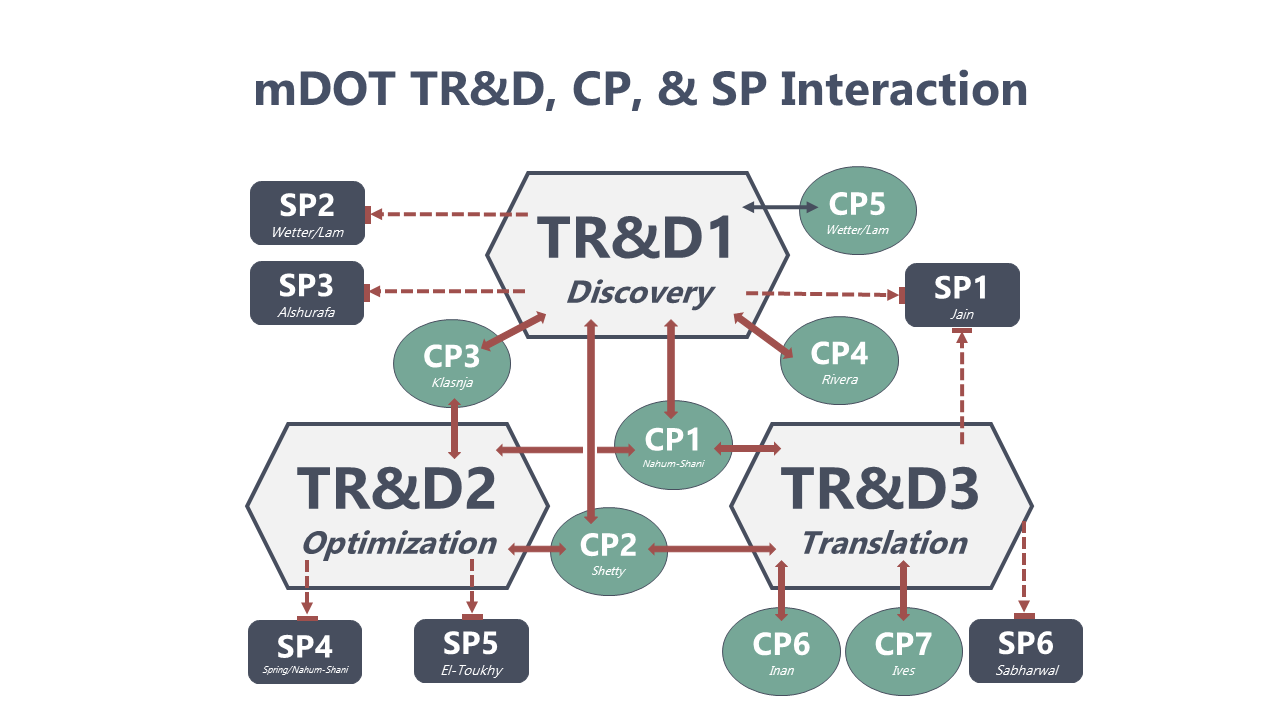 mDOT TR&D, CP, & SP Interaction
SP2
Wetter/Lam
TR&D1
Discovery
CP5
Wetter/Lam
SP3
Alshurafa
SP1
Jain
CP3
Klasnja
CP4
Rivera
CP1
Nahum-Shani
TR&D2
Optimization
TR&D3
Translation
CP2
Shetty
SP4
Spring/Nahum-Shani
SP5
El-Toukhy
CP6
Inan
CP7
Ives
SP6
Sabharwal